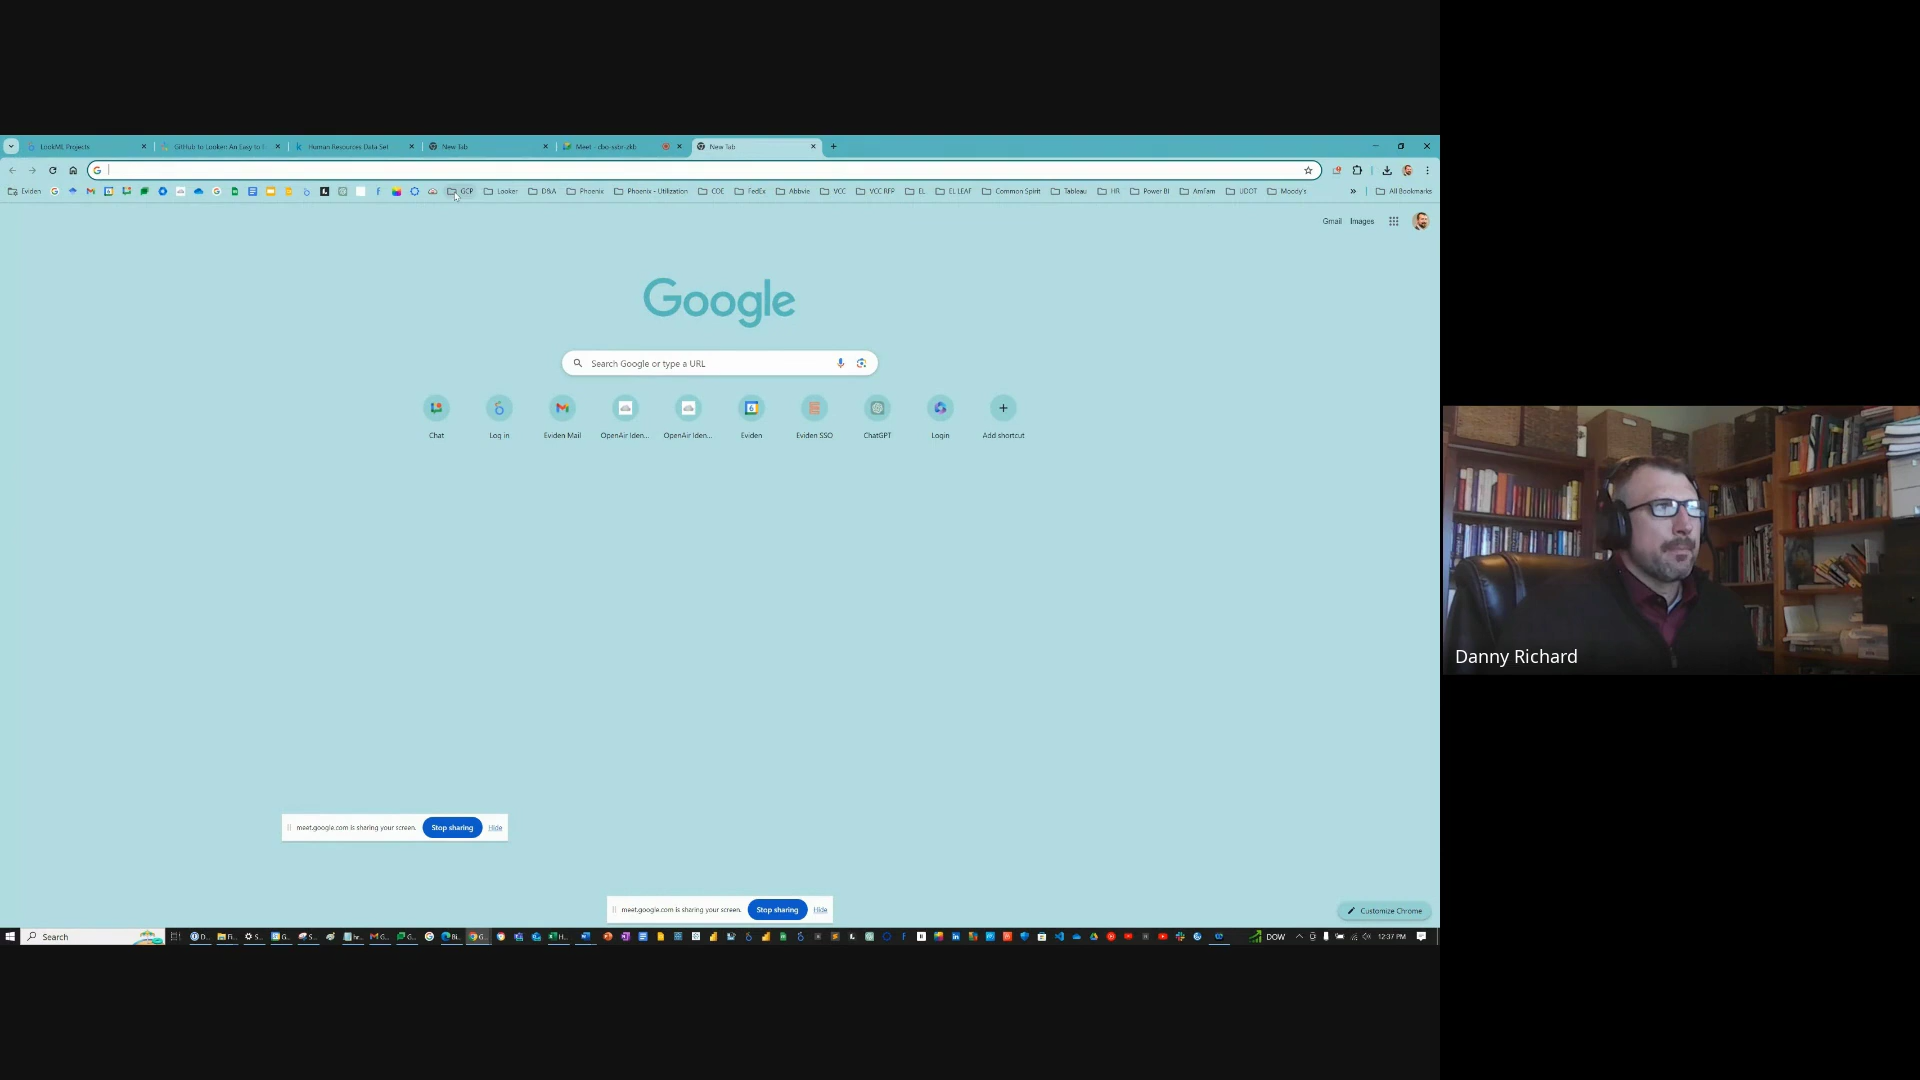 LookML Projects
GitHub to Looker: An Easy to
Human Resources Data Set
New Tab
Meet - cbo-ssbr-zkb
New Tab
Eviden
GCP
Looker
D&A
Phoenix
Phoenix - Utilization
COE
FedEx
Abbvie
VCC
VCC RFP
EL
EL LEAF
Common Spirit
Tableau
HR
Power BI
AmFam
UDOT
Moody's
All Bookmarks
Gmail Images
Google
Search Google or type a URL
Chat
Log in
Eviden Mail
OpenAir Iden...
OpenAir Iden...
Eviden
Eviden SSO
ChatGPT
Login
Add shortcut
Danny Richard
meet.google.com is sharing your screen. Stop sharing Hide
meet.google.com is sharing your screen. Stop sharing Hide
Customize Chrome
Search
DOW
12:37 PM